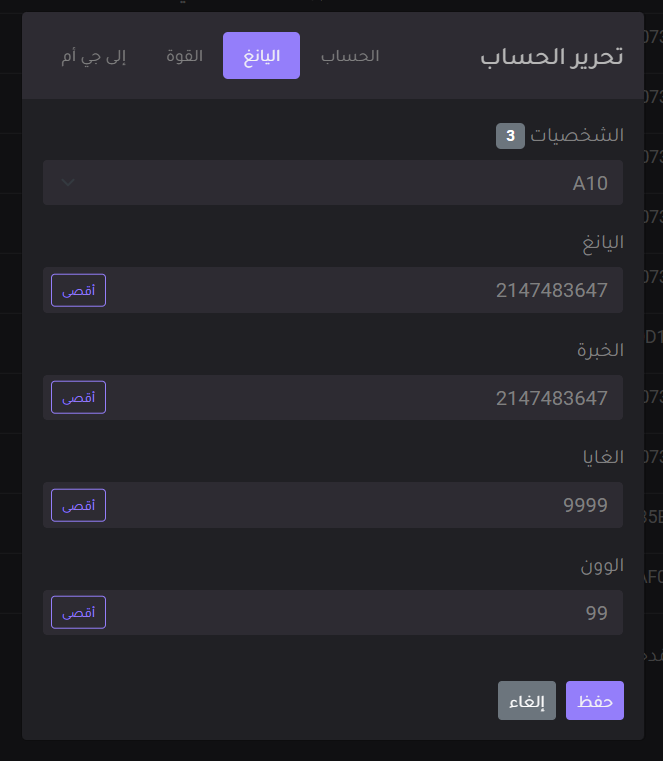 تحرير الحساب
الحساب
اليانغ
القوة
إلى جي أم
الشخصيات 3
A10
اليانغ
2147483647 أقصى
الخبرة
2147483647 أقصى
الغايا
9999 أقصى
الوون
99 أقصى
حفظ إلغاء